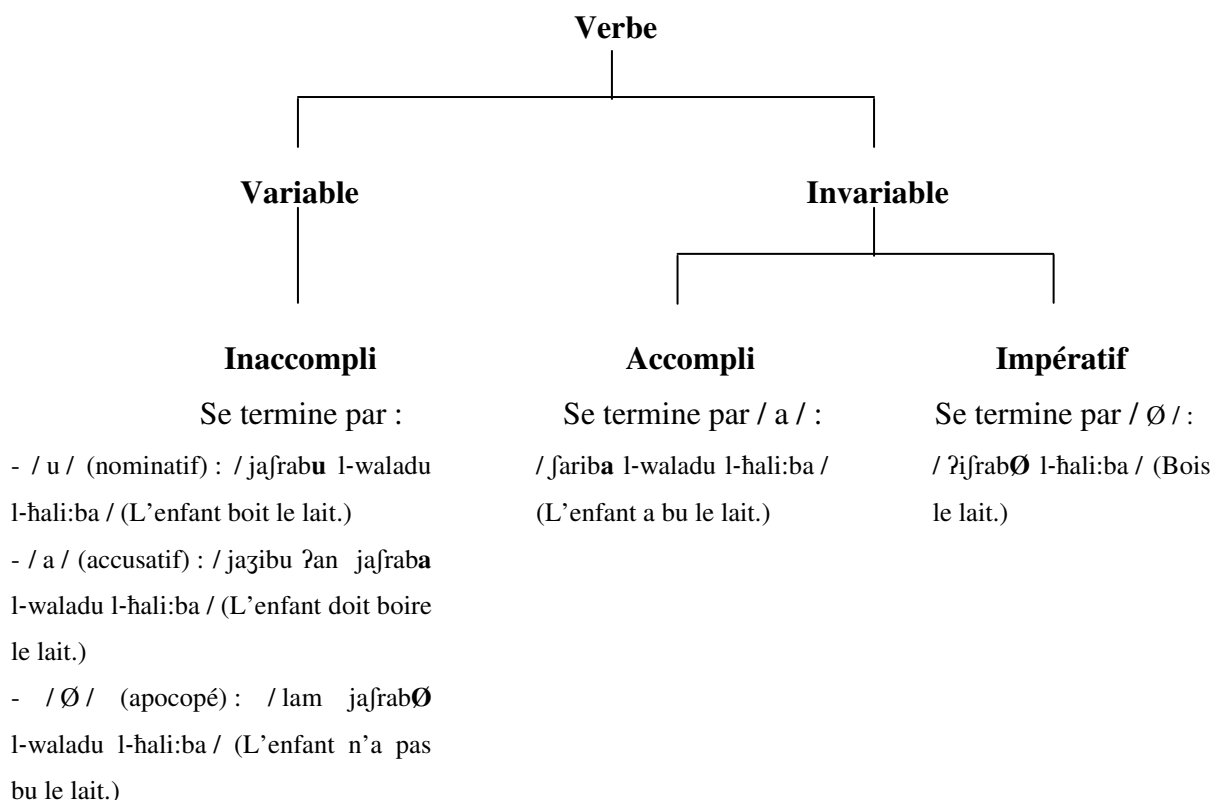 Verbe
Variable
Invariable
Inaccompli
Se termine par :
- / u / (nominatif) : / jaʃrabu l-waladu
l-ħali:ba / (L'enfant boit le lait.)
- / a / (accusatif) : / jaʒibu ʔan jaʃraba
l-waladu l-ħali:ba / (L'enfant doit boire
le lait.)
- / Ø / (apocopé) : / lam jaʃrabØ
l-waladu l-ħali:ba / (L'enfant n'a pas
bu le lait.)
Accompli
Se termine par / a / :
/ ʃariba l-waladu l-ħali:ba /
(L'enfant a bu le lait.)
Impératif
Se termine par / Ø / :
/ ʔiʃrabØ l-ħali:ba / (Bois
le lait.)